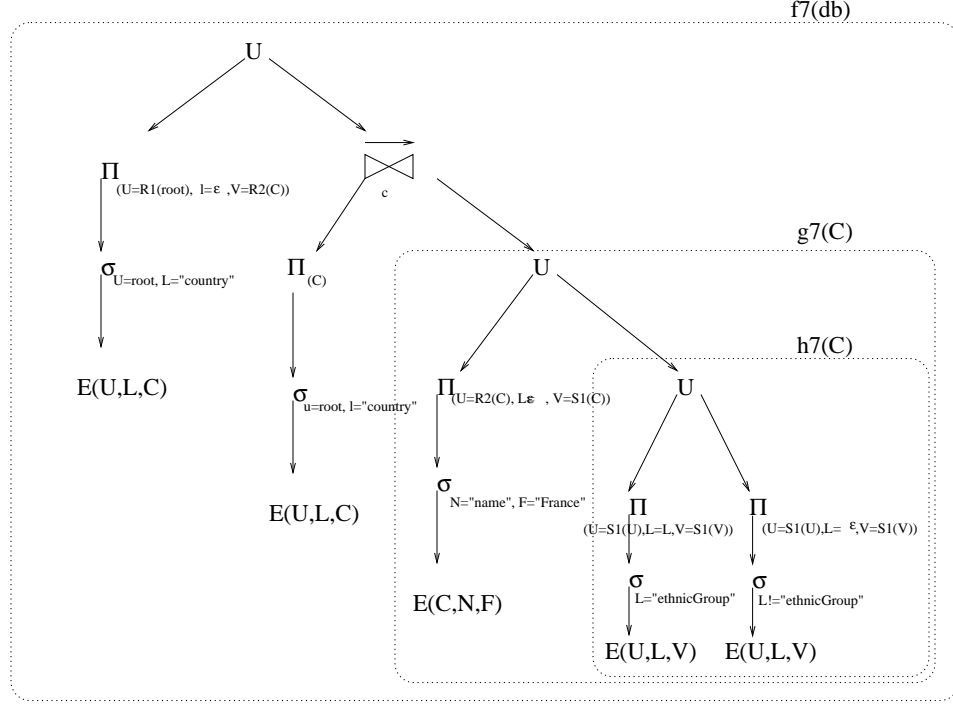 f7(db)
U
Π(U=R1(root), l=ε ,V=R2(C))
c
g7(C)
σU=root, L="country"
Π(C)
U
h7(C)
E(U,L,C)
σu=root, l="country"
Π(U=R2(C), Lε , V=S1(C))
U
E(U,L,C)
σN="name", F="France"
Π(U=S1(U),L=L,V=S1(V))
Π(U=S1(U),L= ε,V=S1(V))
E(C,N,F)
σL="ethnicGroup"
σL!="ethnicGroup"
E(U,L,V)
E(U,L,V)